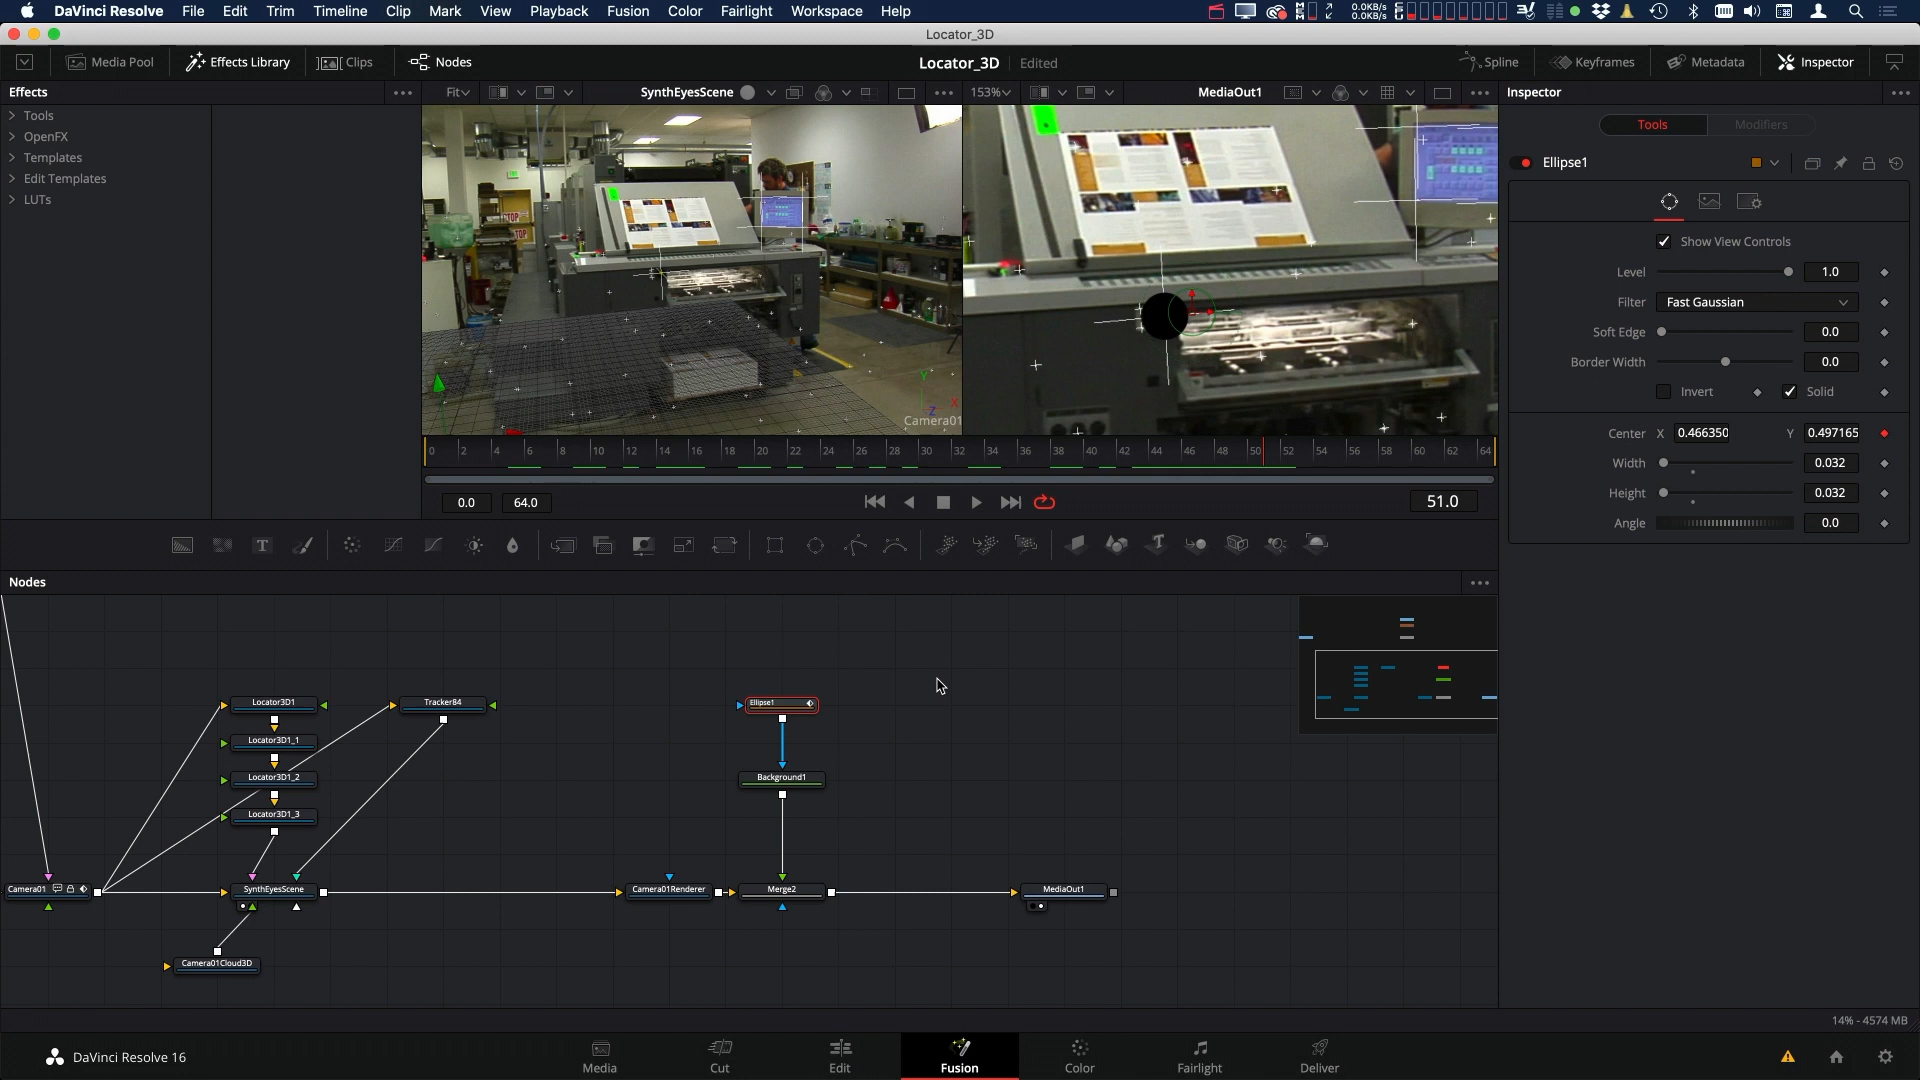 DaVinci Resolve File Edit Trim Timeline Clip Mark View Playback Fusion Color Fairlight Workspace Help
0.0KB/s
0.0KB/s
Locator_3D
Media Pool Effects Library Clips Nodes Locator_3D Edited Spline Keyframes Metadata Inspector
Effects Fit SynthEyesScene 153% MediaOut1 Inspector
Tools
OpenFX
Templates
Edit Templates
LUTs
STOP
STOP
Y
X
Z
Camera01
Tools Modifiers
Ellipse1
Show View Controls
Level 1.0
Filter Fast Gaussian
Soft Edge 0.0
Border Width 0.0
Invert Solid
Center X 0.466350 Y 0.497165
Width 0.032
Height 0.032
Angle 0.0
0 2 4 6 8 10 12 14 16 18 20 22 24 26 28 30 32 34 36 38 40 42 44 46 48 50 52 54 56 58 60 62 64
0.0 64.0 51.0
T
T
Nodes
Locator3D1 Tracker84 Ellipse1
Locator3D1_1
Locator3D1_2 Background1
Locator3D1_3
Camera01 SynthEyesScene Camera01Renderer Merge2 MediaOut1
Camera01Cloud3D
14% - 4574 MB
DaVinci Resolve 16 Media Cut Edit Fusion Color Fairlight Deliver